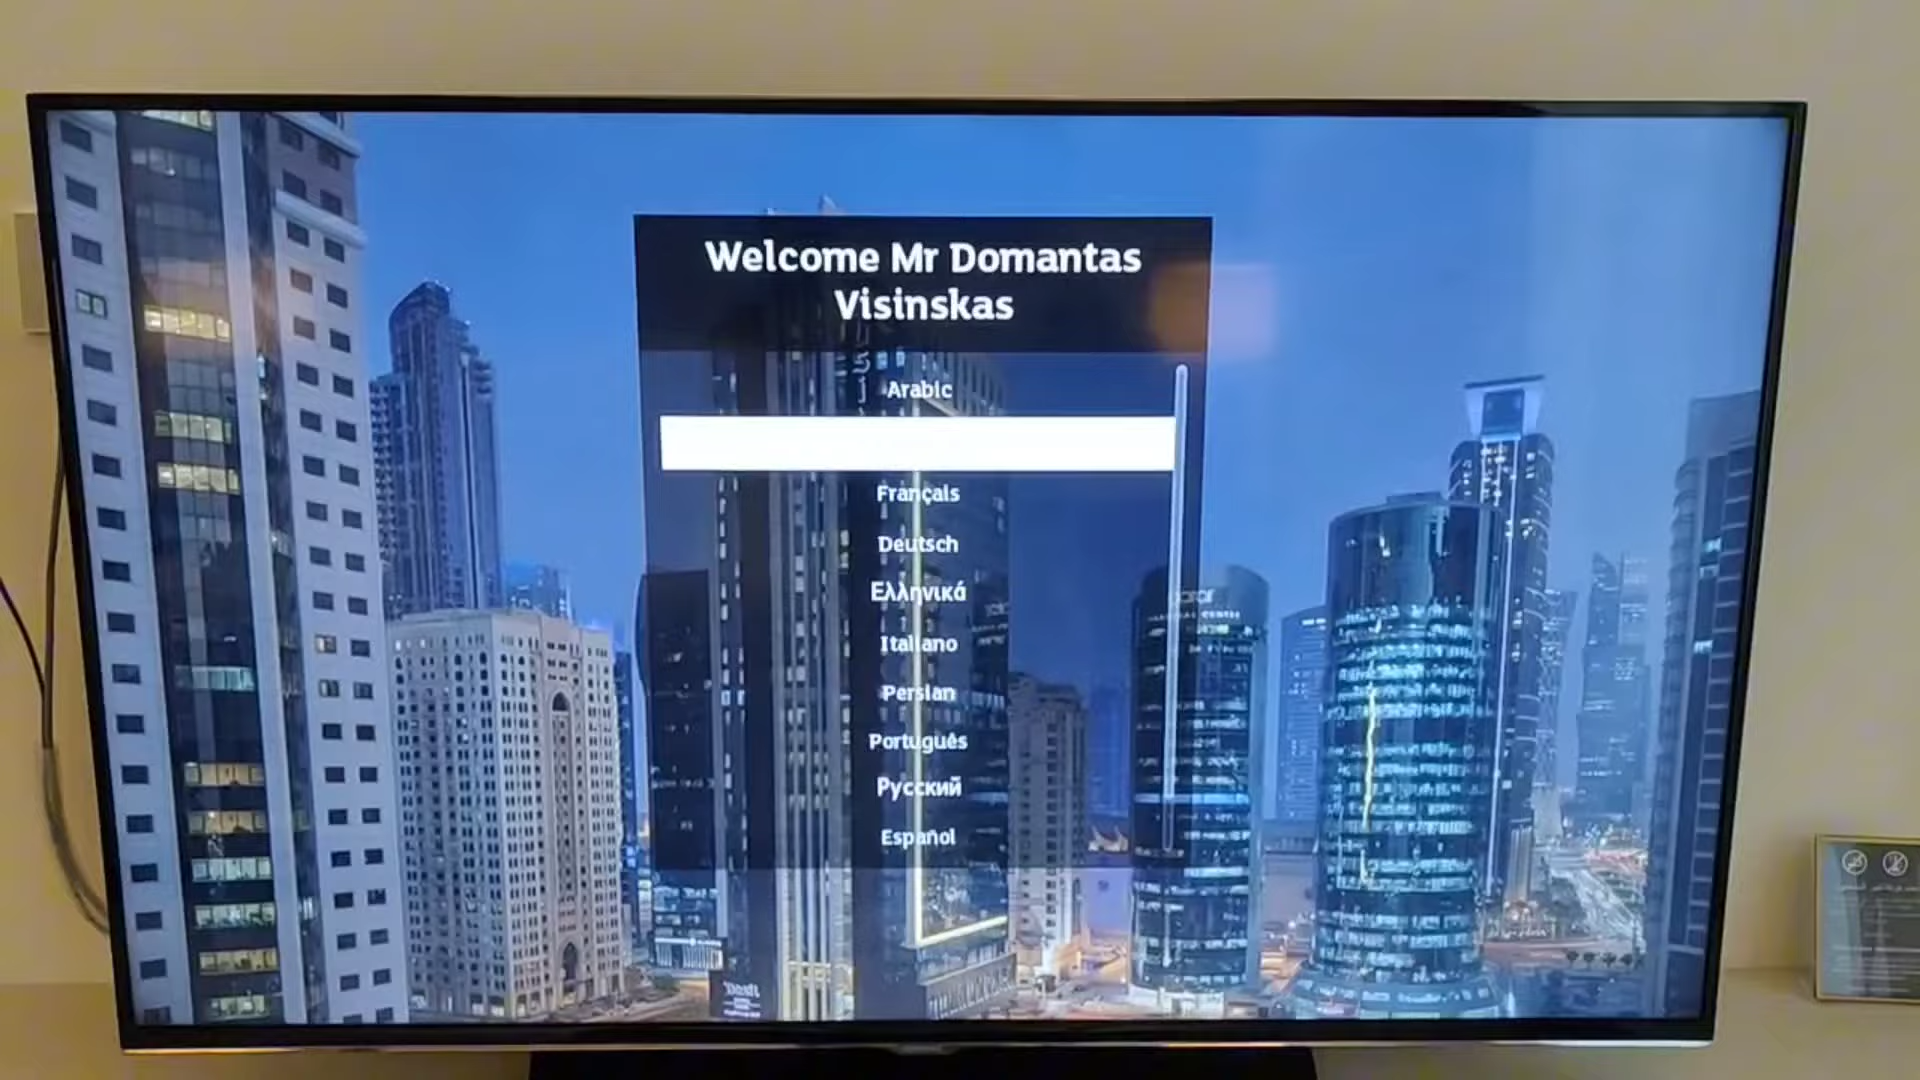 Welcome Mr Domantas
Visinskas
Arabic
Français
Deutsch
Ελληνικά
Italiano
Persian
Português
Русский
Español